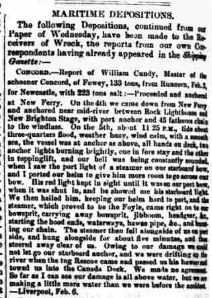 MARITIME DEPOSITIONS.
The following Depositions, continued from our
Paper of Wednesday, have been made to the Re-
ceivers of Wreck, the reports from our own Cor-
respondents having already appeared in the Shipping
Gazette:—
CONCORD.—Report of William Candy, Master of the
schooner Concord, of Fowey, 133 tons, from Runcorn, Feb.
for Newcastle, with 223 tons salt:—Proceeded and anchored
at New Ferry. On the 4th we came down from New Ferry
and anchored near mid-river between Rock Lighthouse and
New Brighton Stage, with port anchor and 45 fathoms chain
to the windlass. On the 5th, about 11 25 P.M., tide about
three-quarters flood, weather hazy, wind calm, with a smooth
sea, the vessel was at anchor as above, all hands on deck, the
anchor lights burning brightly, one in fore stay and the other
in toppinglift, and our bell was being constantly sounded,
when I saw the port light of a steamer on our starboard bow,
and I ported our helm to give him more room to go across our
bow. His red light kept in sight until it was on our port bow,
when it was shut in, and he showed me his starboard light.
We then hailed him, keeping our helm hard to port, and the
steamer, which proved to be the Foyle, came right on to our
bowsprit, carrying away bowsprit, jibboom, headgear, &c.,
starting the hood ends, waterways, hawse pipe, &c., and
ing our chain. The steamer then fell alongside of us on port
side, and hung alongside for about five minutes, and then
steered away clear of us. Owing to our damage we could
not let go our starboard anchor, and we were drifting up the
river when the tug Rescue came and passed us his hawser and
towed us into the Canada Dock. We made no agreement.
So far as I can see our damage is all above water, but we are
making a little more water than we were before the accident.
—Liverpool, Feb. 6.